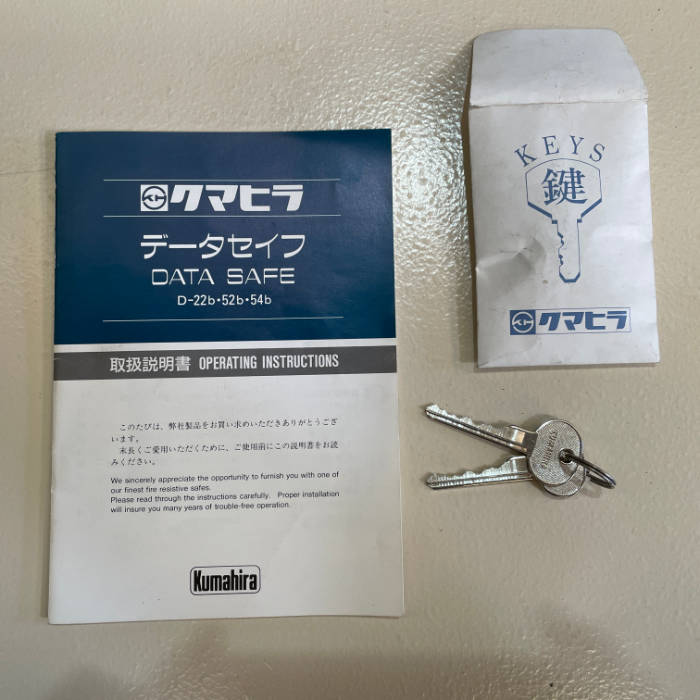 クマヒラ
データセイフ
DATA SAFE
D-22b・52b・54b
取扱説明書 OPERATING INSTRUCTIONS
このたびは、弊社製品をお買い求めいただきありがとうござ
います。
末長くご愛用いただくために、ご使用前にこの説明書をお読
みください。
We sincerely appreciate the opportunity to furnish you with one of
our finest fire resistive safes.
Please read through the instructions carefully. Proper installation
will insure you many years of trouble-free operation.
Kumahira
KEYS
鍵
クマヒラ
KUMAHIRA